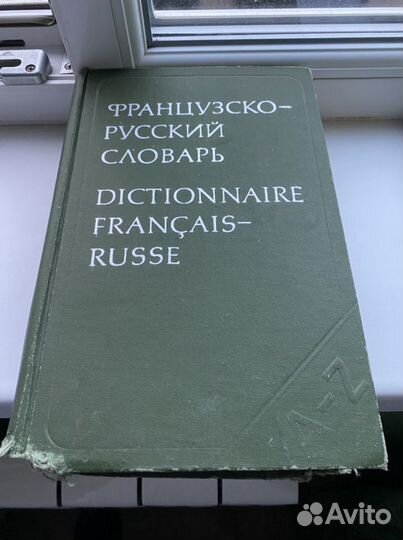 ФРАНЦУЗСКО-
РУССКИЙ
СЛОВАРЬ
DICTIONNAIRE
FRANÇAIS-
RUSSE
A-Z
Avito